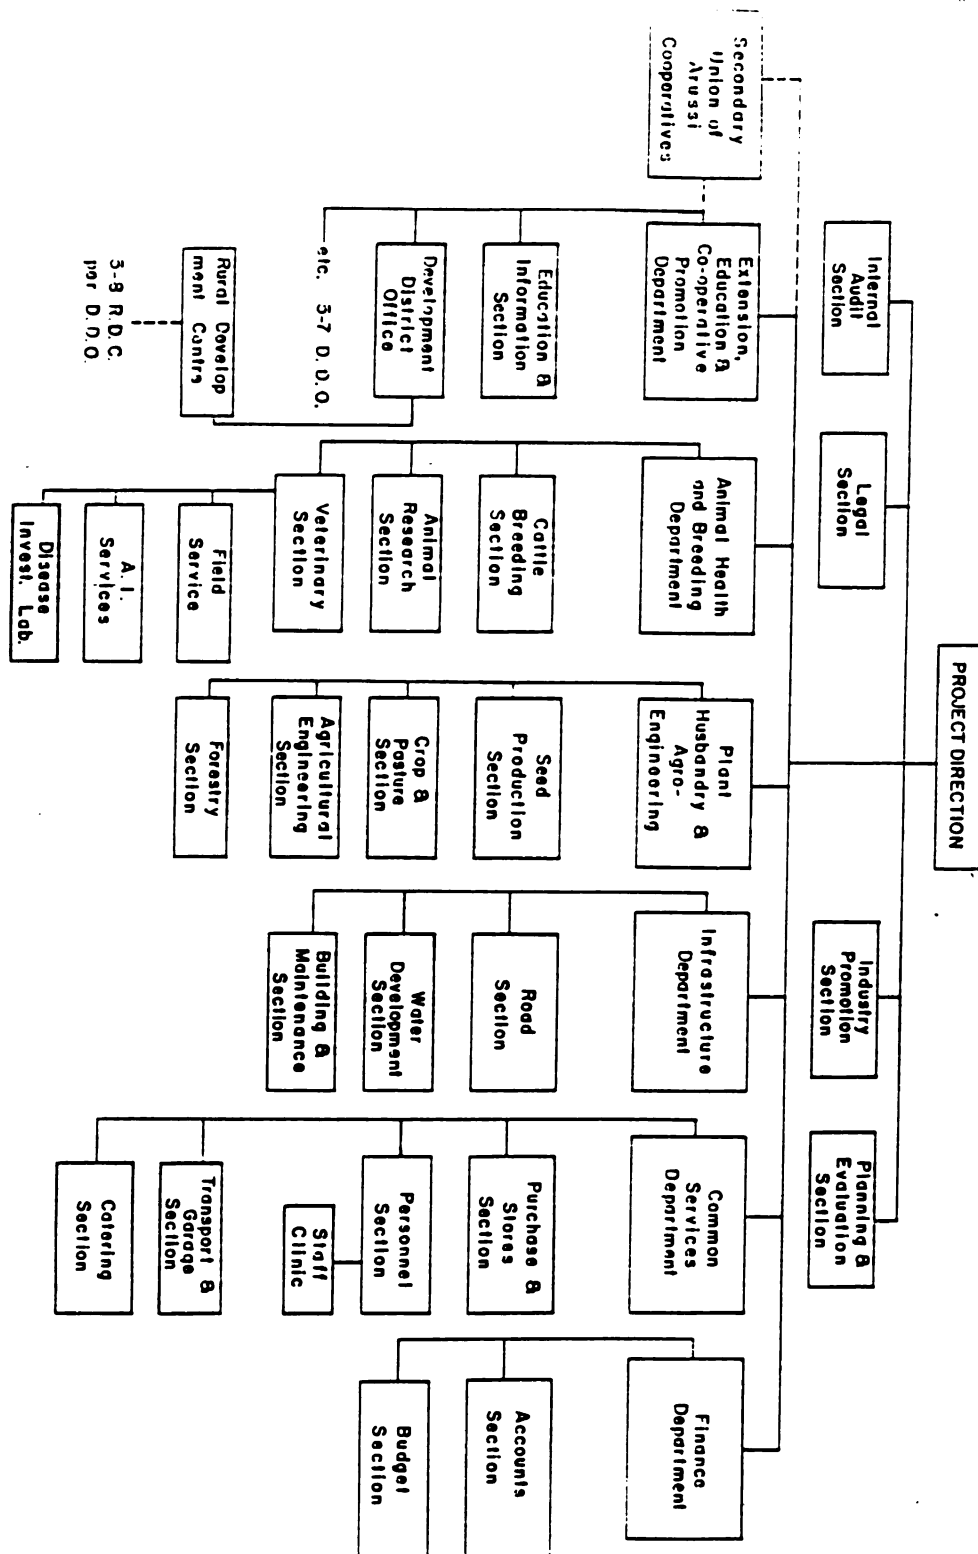 PROJECT DIRECTION
Internal
Audit
Section
Legal
Section
Industry
Promotion
Section
Planning &
Evaluation
Section
Secondary
Union of
Arussi
Cooperatives
Extension,
Education &
Co-operative
Promotion
Department
Education &
Information
Section
Development
District
Office
etc. 3-7 D.D.O.
Rural Develop
ment Centre
3-8 R.D.C.
per D.D.O.
Animal Health
and Breeding
Department
Cattle
Breeding
Section
Animal
Research
Section
Veterinary
Section
Field
Service
A. I.
Services
Disease
Invest. Lab.
Plant
Husbandry &
Agro-
Engineering
Seed
Production
Section
Crop &
Pasture
Section
Agricultural
Engineering
Section
Forestry
Section
Infrastructure
Department
Road
Section
Water
Development
Section
Building &
Maintenance
Section
Common
Services
Department
Purchase &
Stores
Section
Personnel
Section
Staff
Clinic
Transport &
Garage
Section
Catering
Section
Finance
Department
Accounts
Section
Budget
Section